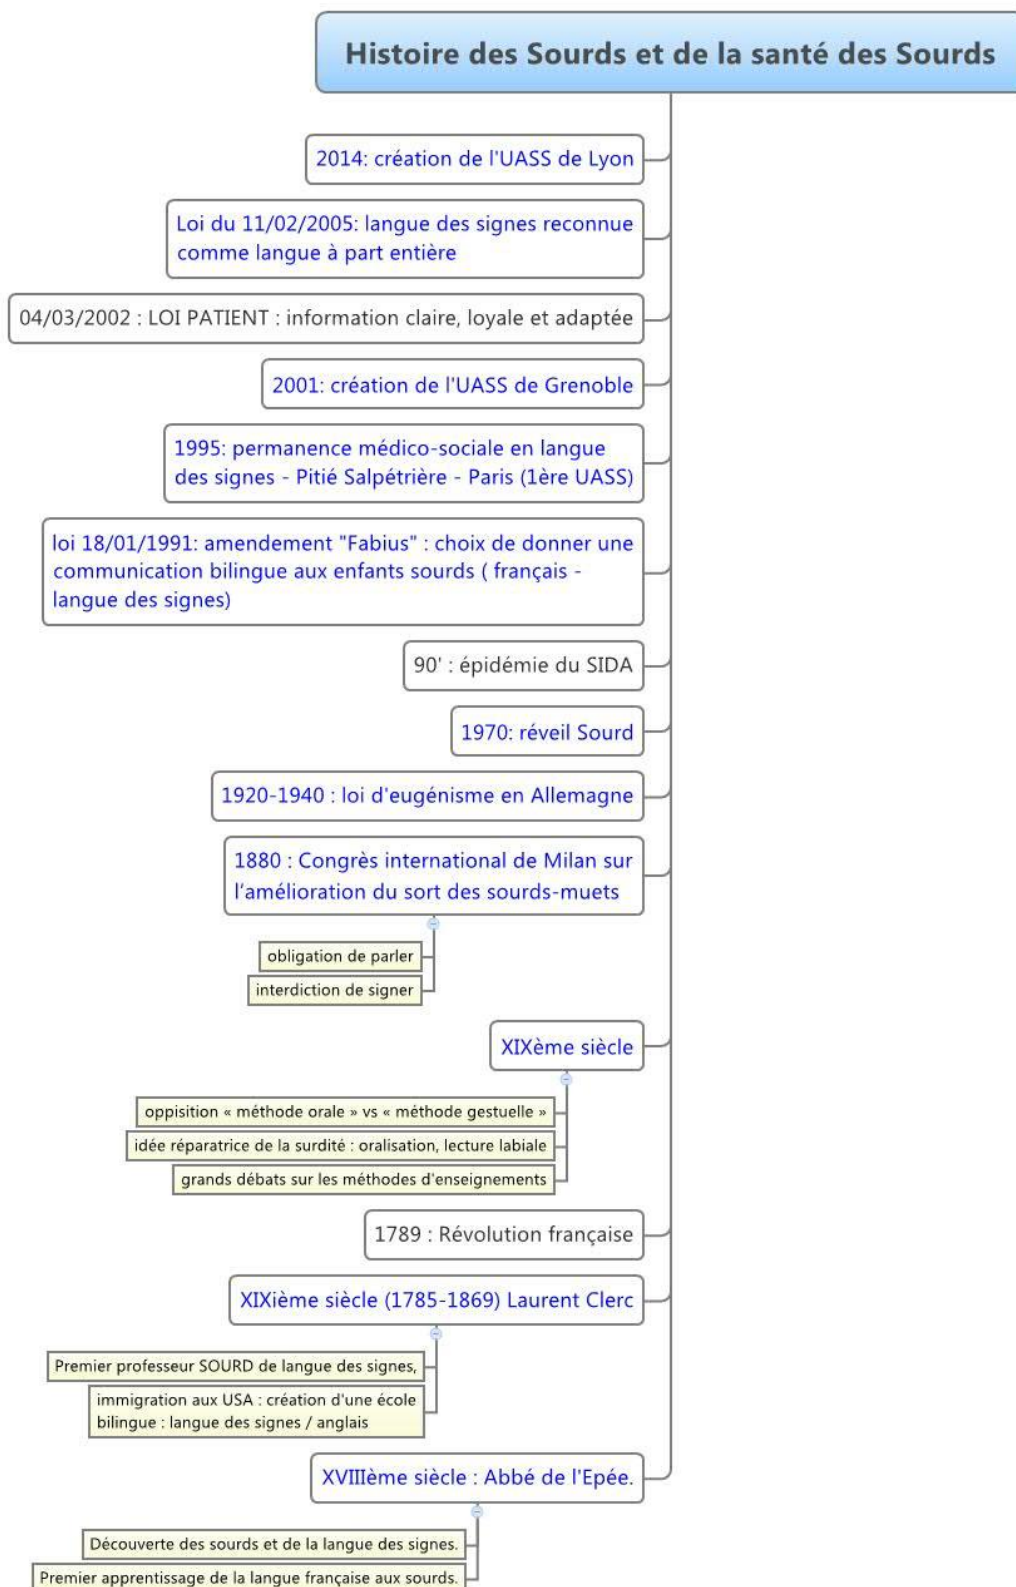 Histoire des Sourds et de la santé des Sourds
2014: création de l'UASS de Lyon
Loi du 11/02/2005: langue des signes reconnue
comme langue à part entière
04/03/2002 : LOI PATIENT : information claire, loyale et adaptée
2001: création de l'UASS de Grenoble
1995: permanence médico-sociale en langue
des signes - Pitié Salpétrière - Paris (1ère UASS)
loi 18/01/1991: amendement "Fabius" : choix de donner une
communication bilingue aux enfants sourds ( français -
langue des signes)
90' : épidémie du SIDA
1970: réveil Sourd
1920-1940 : loi d'eugénisme en Allemagne
1880 : Congrès international de Milan sur
l’amélioration du sort des sourds-muets
obligation de parler
interdiction de signer
XIXème siècle
oppisition « méthode orale » vs « méthode gestuelle »
idée réparatrice de la surdité : oralisation, lecture labiale
grands débats sur les méthodes d'enseignements
1789 : Révolution française
XIXième siècle (1785-1869) Laurent Clerc
Premier professeur SOURD de langue des signes,
immigration aux USA : création d'une école
bilingue : langue des signes / anglais
XVIIIème siècle : Abbé de l'Epée.
Découverte des sourds et de la langue des signes.
Premier apprentissage de la langue française aux sourds.